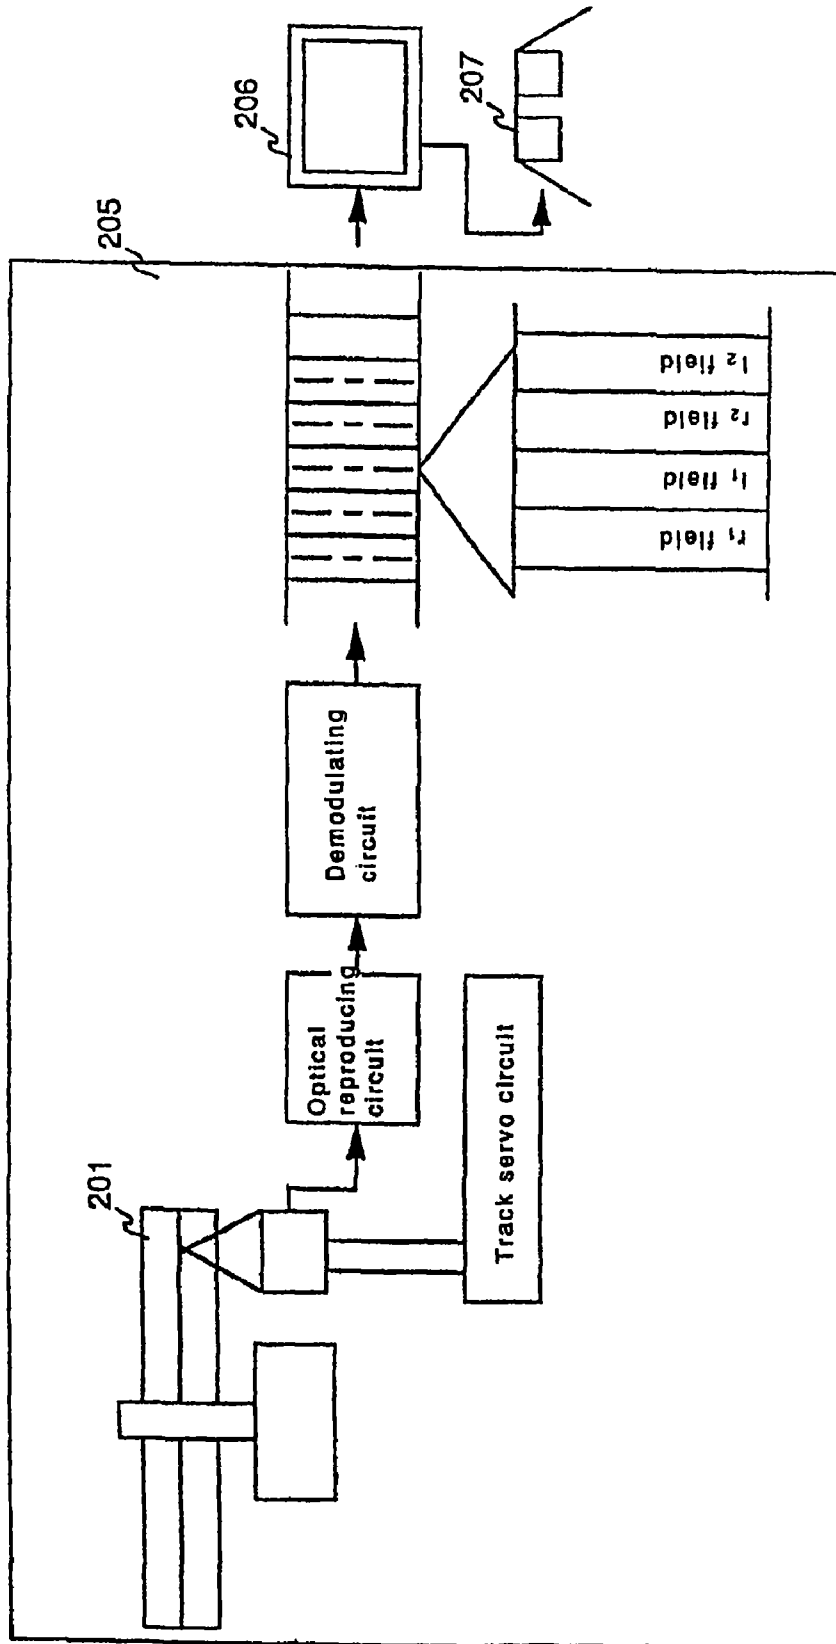 205
206
207
201
Optical
reproducing
circuit
Demodulating
circuit
Track servo circuit
r₁ field
l₁ field
r₂ field
l₂ field